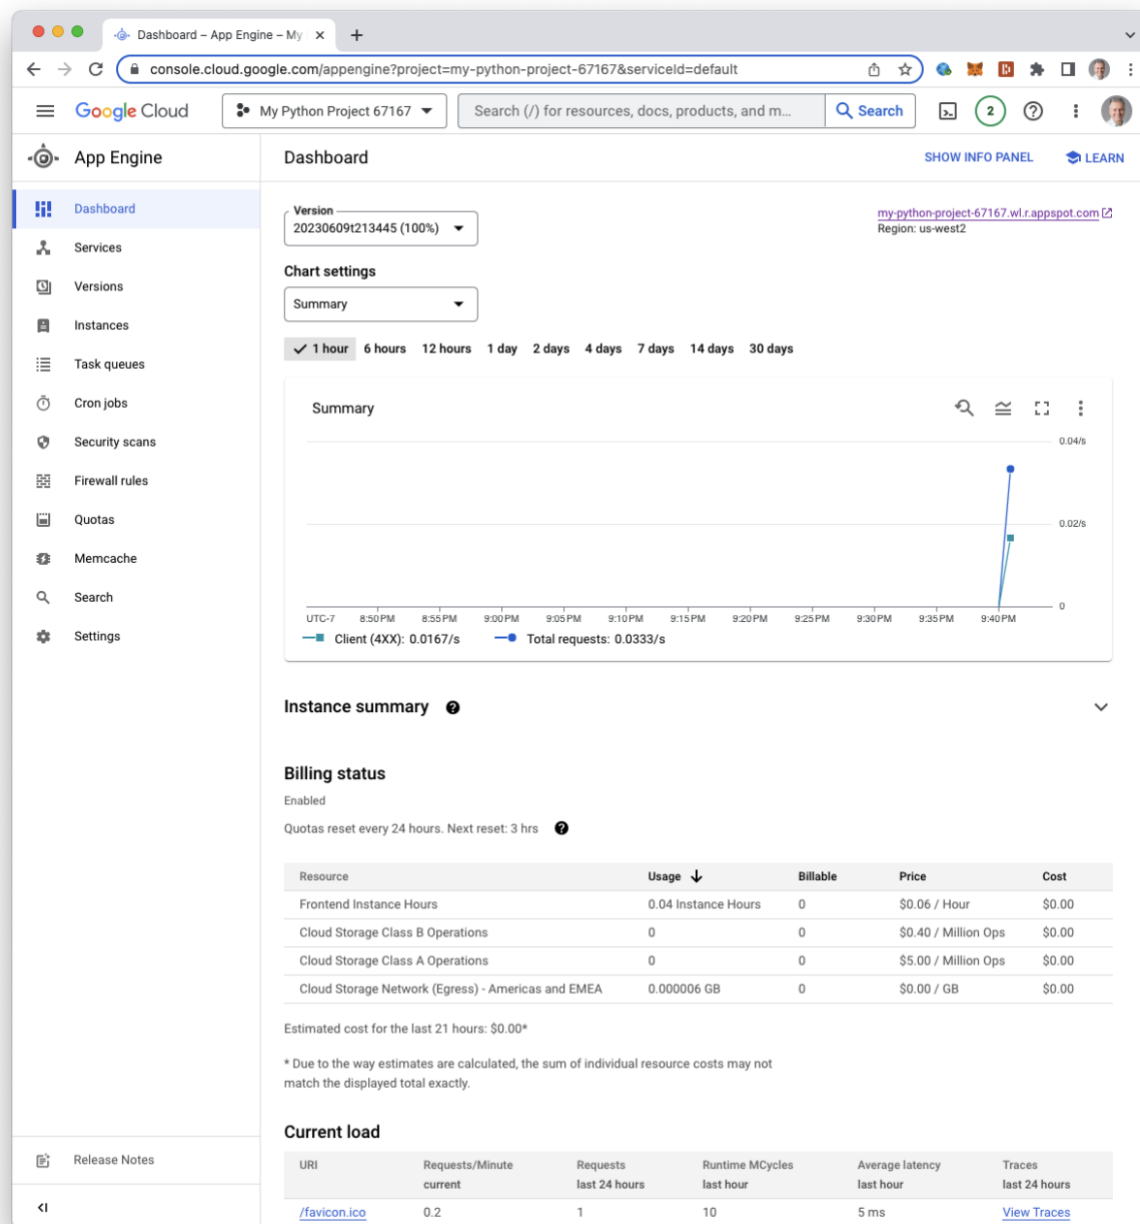 Dashboard – App Engine – My
console.cloud.google.com/appengine?project=my-python-project-67167&serviceId=default
Google Cloud
My Python Project 67167
Search (/) for resources, docs, products, and m...
Search
2
App Engine
Dashboard
SHOW INFO PANEL
LEARN
Dashboard
Services
Versions
Instances
Task queues
Cron jobs
Security scans
Firewall rules
Quotas
Memcache
Search
Settings
Release Notes
Version
20230609t213445 (100%)
my-python-project-67167.wl.r.appspot.com
Region: us-west2
Chart settings
Summary
1 hour 6 hours 12 hours 1 day 2 days 4 days 7 days 14 days 30 days
Summary
0.04/s
0.02/s
0
UTC-7 8:50 PM 8:55 PM 9:00 PM 9:05 PM 9:10 PM 9:15 PM 9:20 PM 9:25 PM 9:30 PM 9:35 PM 9:40 PM
Client (4XX): 0.0167/s Total requests: 0.0333/s
Instance summary
Billing status
Enabled
Quotas reset every 24 hours. Next reset: 3 hrs
Resource Usage Billable Price Cost
Frontend Instance Hours 0.04 Instance Hours 0 $0.06 / Hour $0.00
Cloud Storage Class B Operations 0 0 $0.40 / Million Ops $0.00
Cloud Storage Class A Operations 0 0 $5.00 / Million Ops $0.00
Cloud Storage Network (Egress) - Americas and EMEA 0.000006 GB 0 $0.00 / GB $0.00
Estimated cost for the last 21 hours: $0.00*
* Due to the way estimates are calculated, the sum of individual resource costs may not
match the displayed total exactly.
Current load
URI Requests/Minute Requests Runtime MCycles Average latency Traces
current last 24 hours last hour last hour last 24 hours
/favicon.ico 0.2 1 10 5 ms View Traces